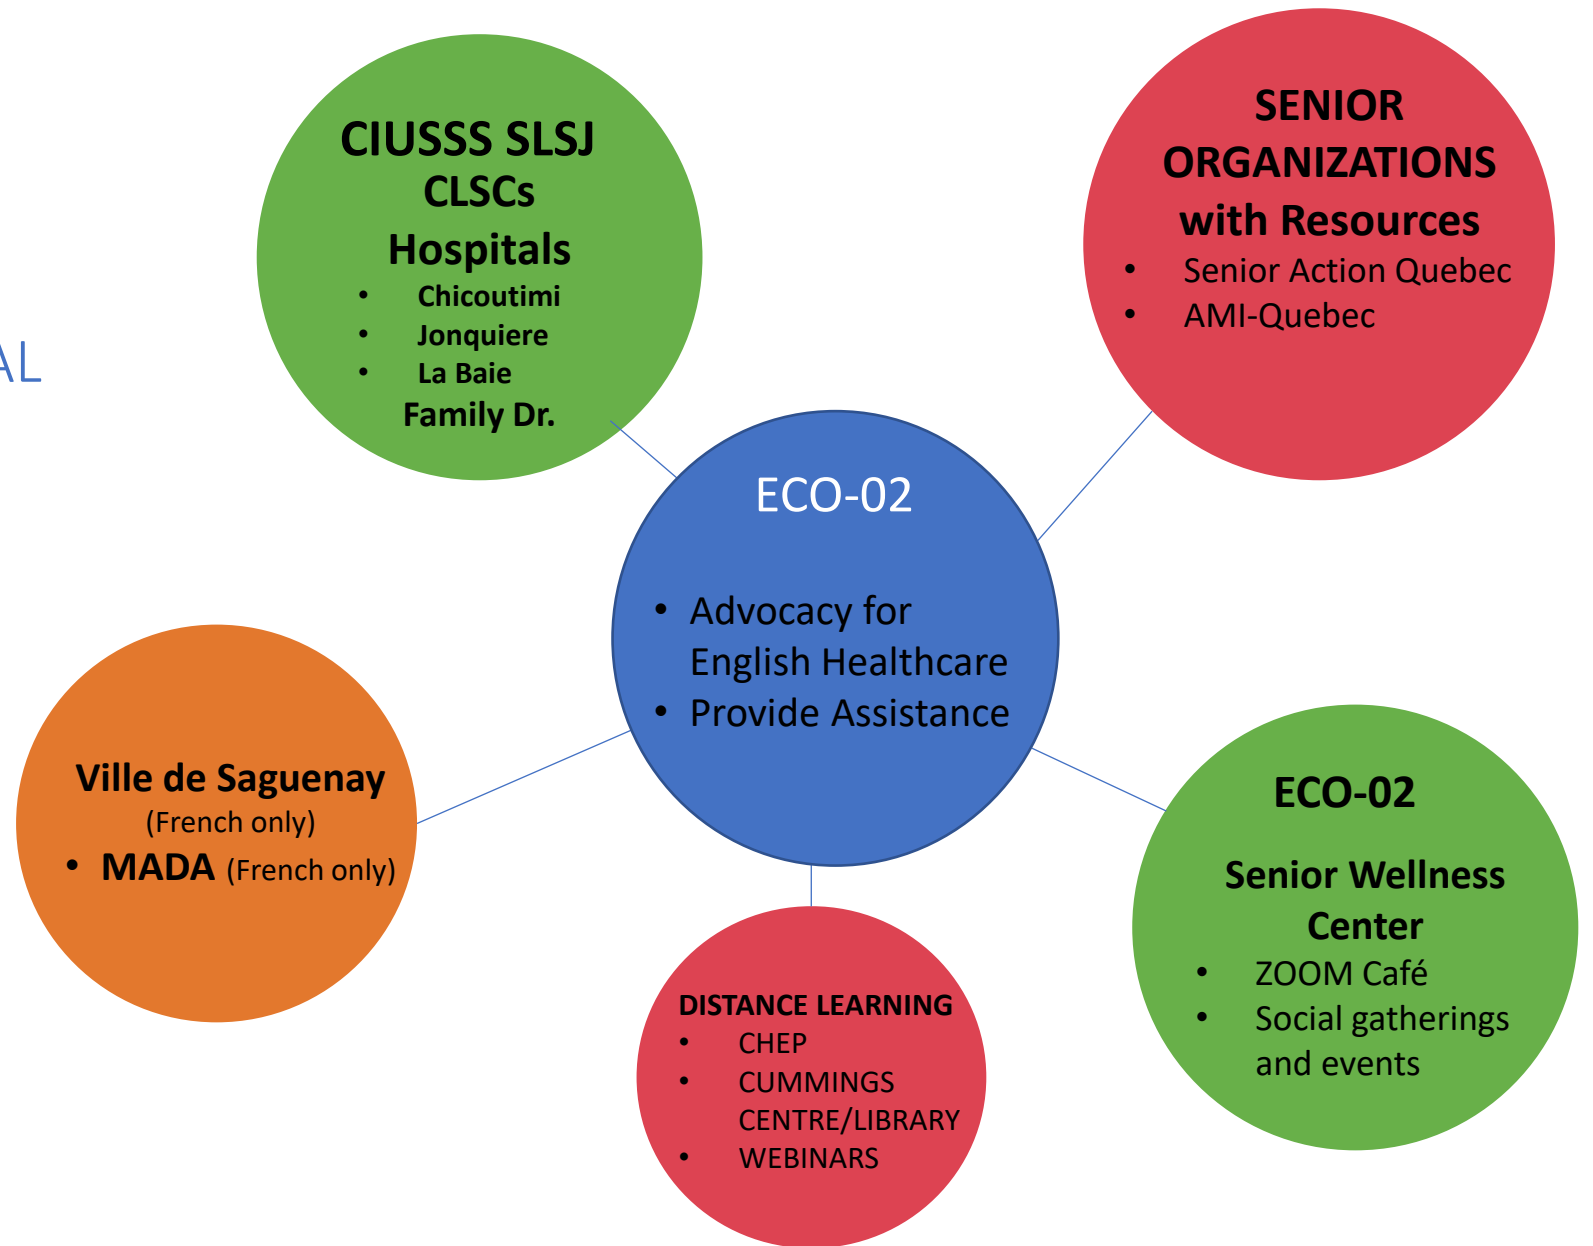 CIUSSS SLSJ
CLSCs
Hospitals
• Chicoutimi
• Jonquiere
• La Baie
Family Dr.
SENIOR
ORGANIZATIONS
with Resources
• Senior Action Quebec
• AMI-Quebec
AL
ECO-02
• Advocacy for
English Healthcare
• Provide Assistance
Ville de Saguenay
(French only)
• MADA (French only)
ECO-02
Senior Wellness
Center
• ZOOM Café
• Social gatherings
and events
DISTANCE LEARNING
• CHEP
• CUMMINGS
CENTRE/LIBRARY
• WEBINARS